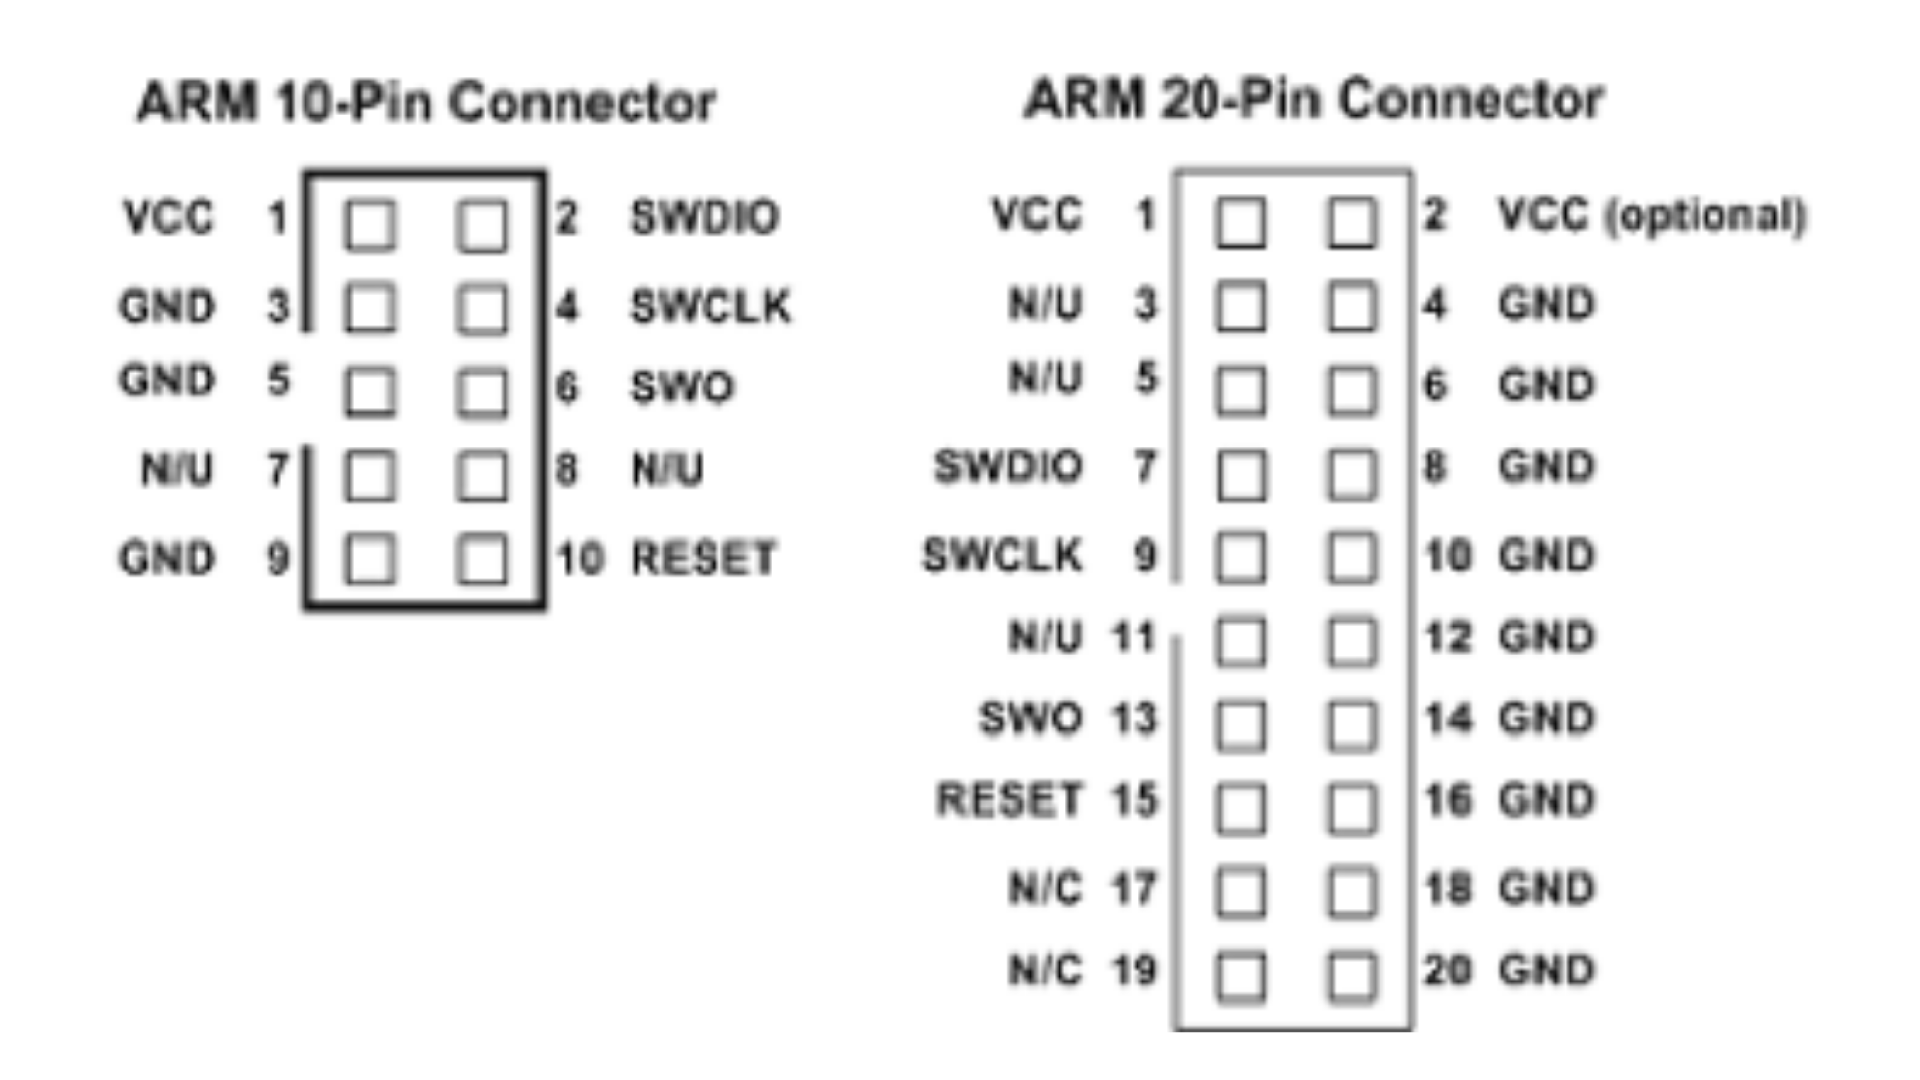 ARM 10-Pin Connector
VCC 1 2 SWDIO
GND 3 4 SWCLK
GND 5 6 SWO
N/U 7 8 N/U
GND 9 10 RESET
ARM 20-Pin Connector
VCC 1 2 VCC (optional)
N/U 3 4 GND
N/U 5 6 GND
SWDIO 7 8 GND
SWCLK 9 10 GND
N/U 11 12 GND
SWO 13 14 GND
RESET 15 16 GND
N/C 17 18 GND
N/C 19 20 GND